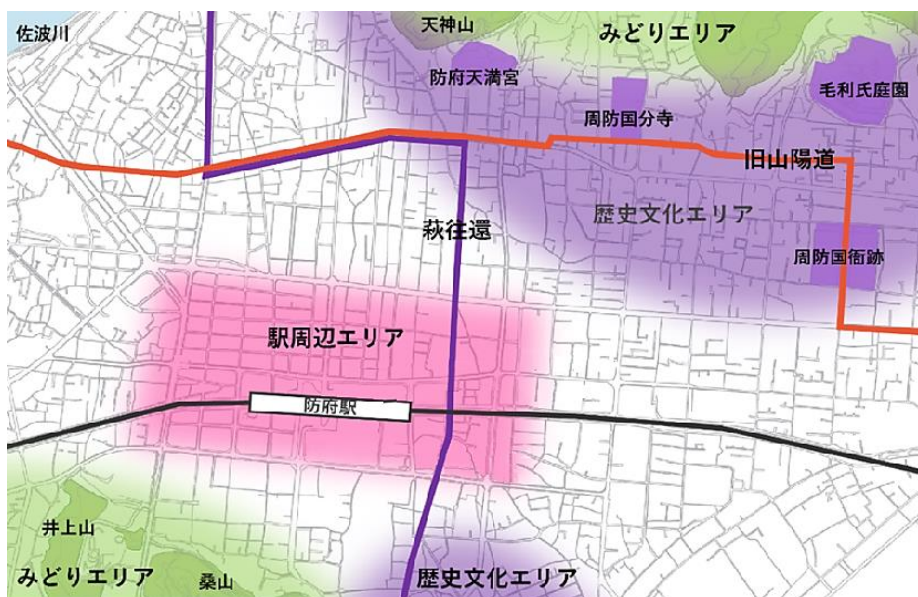 佐波川
天神山
みどりエリア
防府天満宮
毛利氏庭園
周防国分寺
旧山陽道
歴史文化エリア
萩往還
周防国衙跡
駅周辺エリア
防府駅
井上山
みどりエリア
桑山
歴史文化エリア